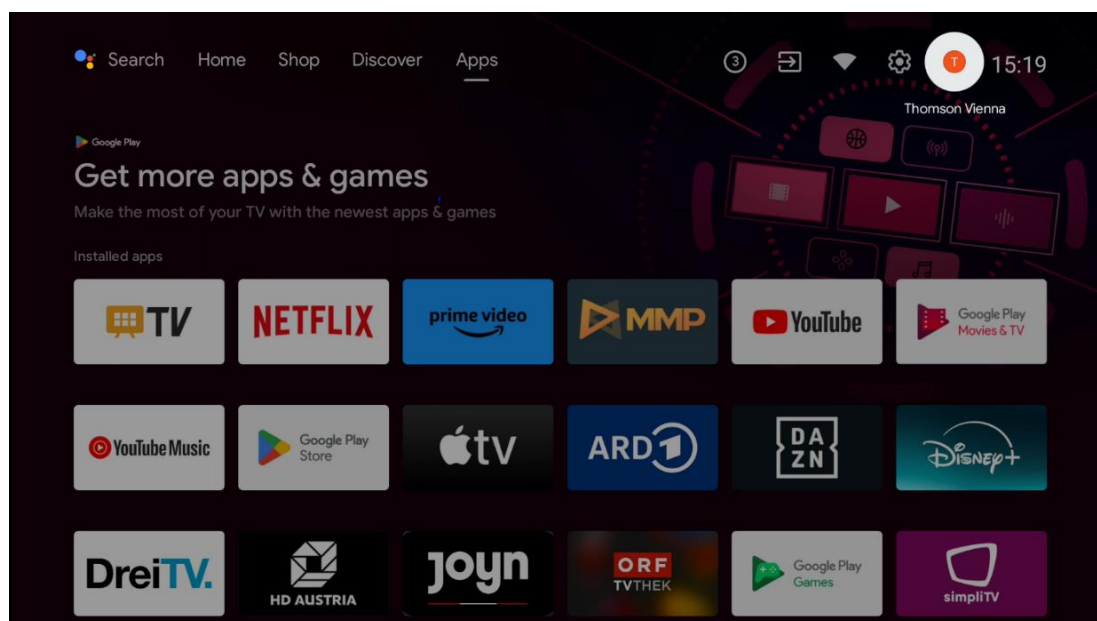 Search Home Shop Discover Apps 3 T 15:19
Thomson Vienna
Google Play
Get more apps & games
Make the most of your TV with the newest apps & games
Installed apps
TV
NETFLIX
prime video
MMP
YouTube
Google Play
Movies & TV
YouTube Music
Google Play
Store
tv
ARD 1
DA
ZN
Disney+
DreiTV.
HD AUSTRIA
Joyn
ORF
TVTHEK
Google Play
Games
simpliTV